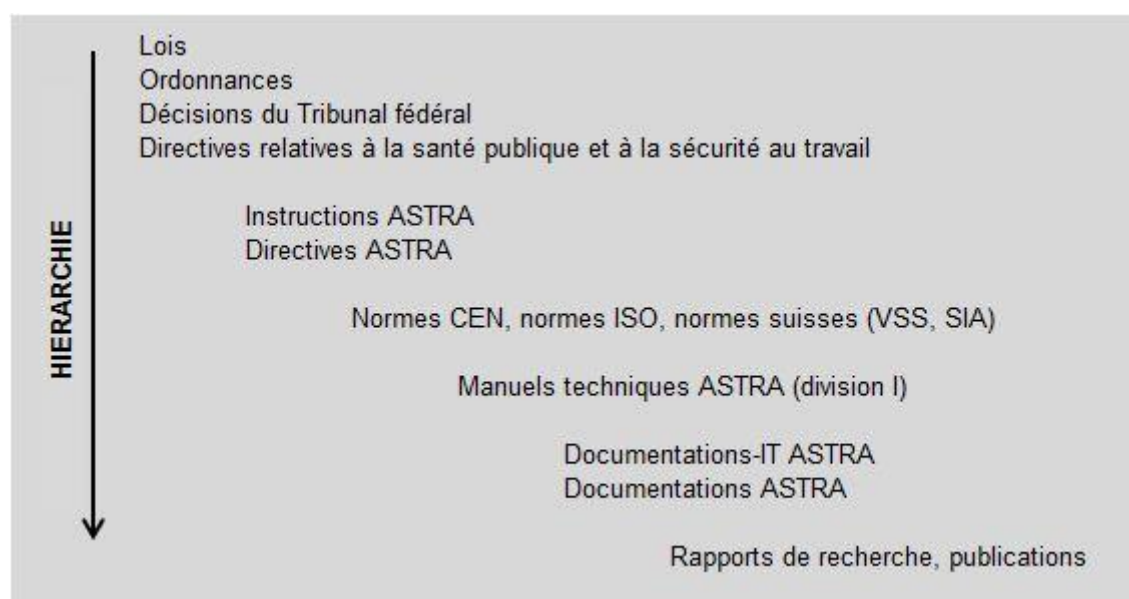 Lois
Ordonnances
Décisions du Tribunal fédéral
Directives relatives à la santé publique et à la sécurité au travail
HIERARCHIE
Instructions ASTRA
Directives ASTRA
Normes CEN, normes ISO, normes suisses (VSS, SIA)
Manuels techniques ASTRA (division I)
Documentations-IT ASTRA
Documentations ASTRA
Rapports de recherche, publications